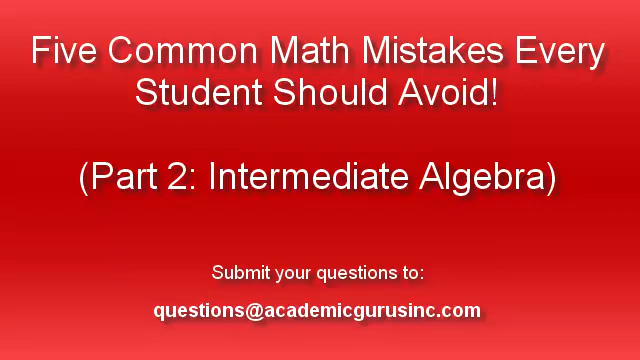 Five Common Math Mistakes Every
Student Should Avoid!
(Part 2: Intermediate Algebra)
Submit your questions to:
questions@academicgurusinc.com